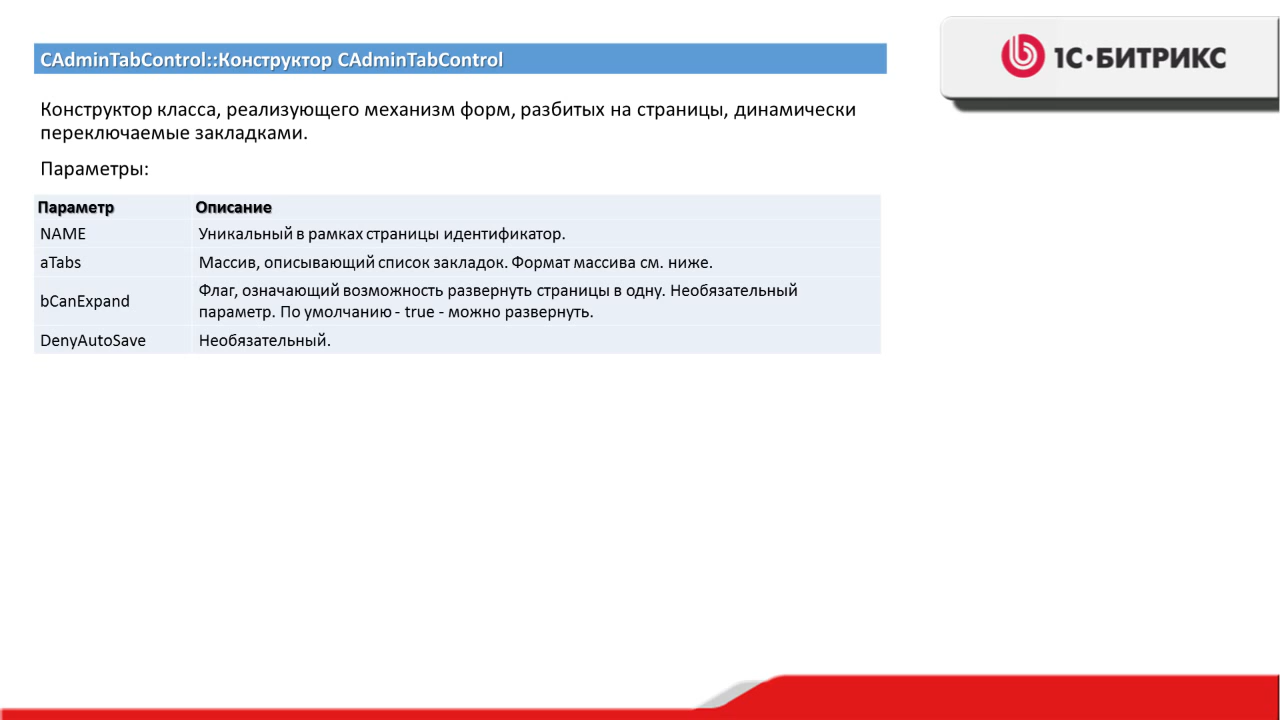 CAdminTabControl::Конструктор CAdminTabControl
1С·БИТРИКС
Конструктор класса, реализующего механизм форм, разбитых на страницы, динамически
переключаемые закладками.
Параметры:
Параметр Описание
NAME Уникальный в рамках страницы идентификатор.
aTabs Массив, описывающий список закладок. Формат массива см. ниже.
bCanExpand Флаг, означающий возможность развернуть страницы в одну. Необязательный
параметр. По умолчанию - true - можно развернуть.
DenyAutoSave Необязательный.